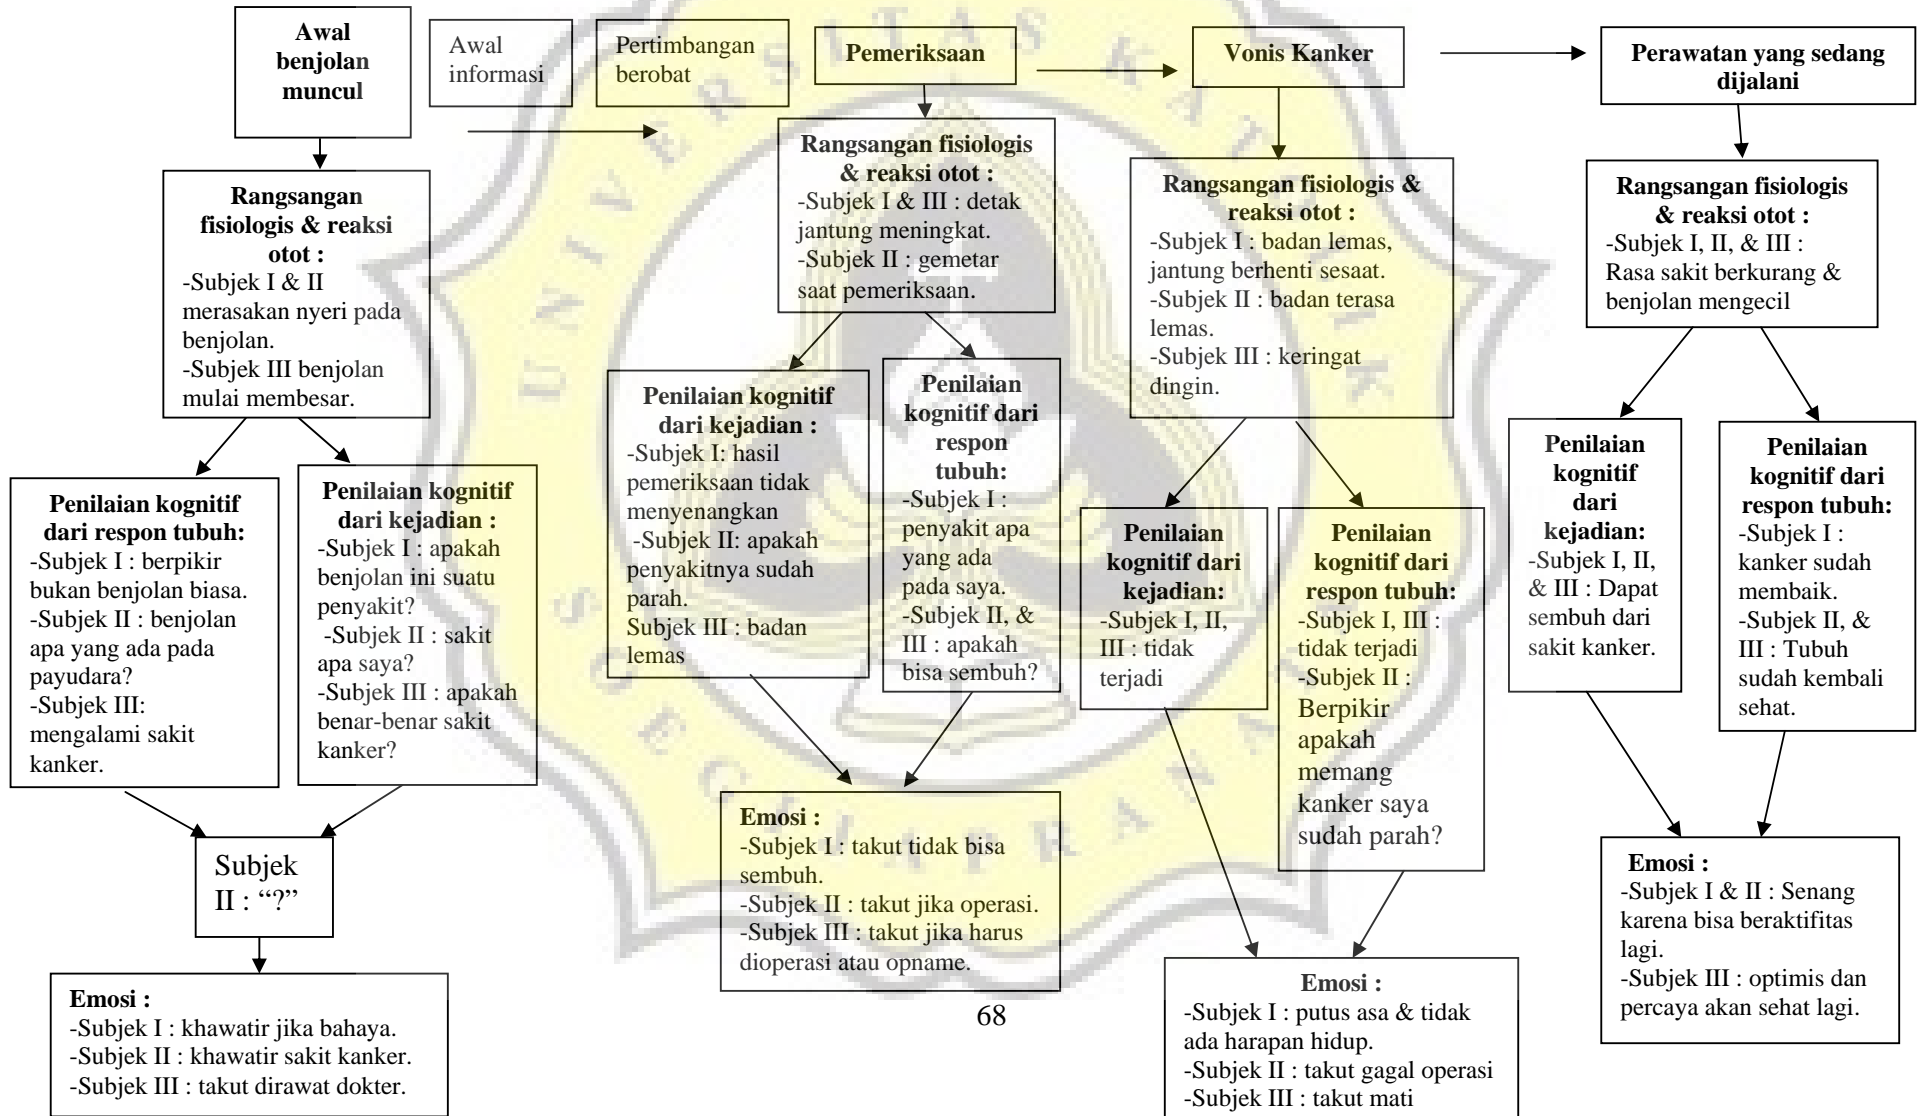 Awal
benjolan
muncul
Awal
informasi
Pertimbangan
berobat
Pemeriksaan
Vonis Kanker
Perawatan yang sedang
dijalani
Rangsangan
fisiologis & reaksi
otot :
-Subjek I & II
merasakan nyeri pada
benjolan.
-Subjek III benjolan
mulai membesar.
Rangsangan fisiologis
& reaksi otot :
-Subjek I & III : detak
jantung meningkat.
-Subjek II : gemetar
saat pemeriksaan.
Rangsangan fisiologis &
reaksi otot :
-Subjek I : badan lemas,
jantung berhenti sesaat.
-Subjek II : badan terasa
lemas.
-Subjek III : keringat
dingin.
Rangsangan fisiologis
& reaksi otot :
-Subjek I, II, & III :
Rasa sakit berkurang &
benjolan mengecil
Penilaian kognitif
dari respon tubuh:
-Subjek I : berpikir
bukan benjolan biasa.
-Subjek II : benjolan
apa yang ada pada
payudara?
-Subjek III:
mengalami sakit
kanker.
Penilaian kognitif
dari kejadian :
-Subjek I : apakah
benjolan ini suatu
penyakit?
-Subjek II : sakit
apa saya?
-Subjek III : apakah
benar-benar sakit
kanker?
Penilaian kognitif
dari kejadian :
-Subjek I: hasil
pemeriksaan tidak
menyenangkan
-Subjek II: apakah
penyakitnya sudah
parah.
Subjek III : badan
lemas
Penilaian
kognitif dari
respon
tubuh:
-Subjek I :
penyakit apa
yang ada
pada saya.
-Subjek II, &
III : apakah
bisa sembuh?
Penilaian
kognitif dari
kejadian:
-Subjek I, II,
III : tidak
terjadi
Penilaian
kognitif dari
respon tubuh:
-Subjek I, III :
tidak terjadi
-Subjek II :
Berpikir
apakah
memang
kanker saya
sudah parah?
Penilaian
kognitif
dari
kejadian:
-Subjek I, II,
& III : Dapat
sembuh dari
sakit kanker.
Penilaian
kognitif dari
respon tubuh:
-Subjek I :
kanker sudah
membaik.
-Subjek II, &
III : Tubuh
sudah kembali
sehat.
Subjek
II : “?”
Emosi :
-Subjek I : khawatir jika bahaya.
-Subjek II : khawatir sakit kanker.
-Subjek III : takut dirawat dokter.
Emosi :
-Subjek I : takut tidak bisa
sembuh.
-Subjek II : takut jika operasi.
-Subjek III : takut jika harus
dioperasi atau opname.
Emosi :
-Subjek I : putus asa & tidak
ada harapan hidup.
-Subjek II : takut gagal operasi
-Subjek III : takut mati
Emosi :
-Subjek I & II : Senang
karena bisa beraktifitas
lagi.
-Subjek III : optimis dan
percaya akan sehat lagi.
68
UNIVERSITAS KATOLIK
SOEGIJAPRANATA